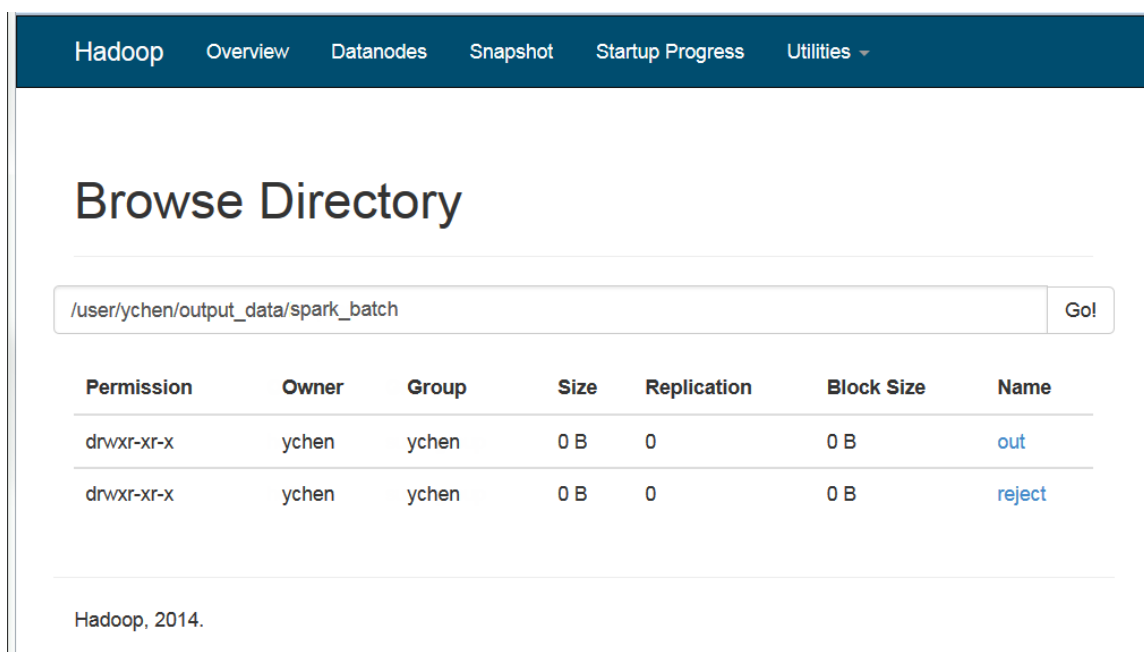 Hadoop Overview Datanodes Snapshot Startup Progress Utilities
Browse Directory
/user/ychen/output_data/spark_batch Go!
Permission Owner Group Size Replication Block Size Name
drwxr-xr-x ychen ychen 0 B 0 0 B out
drwxr-xr-x ychen ychen 0 B 0 0 B reject
Hadoop, 2014.